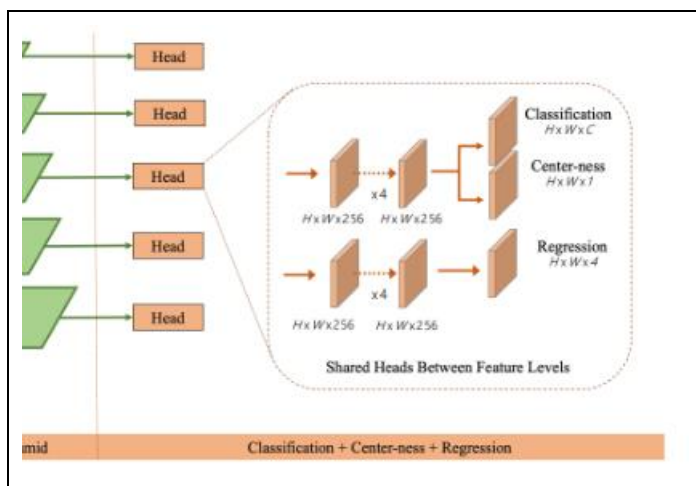 Head
Head
Head
Head
Head
Classification
H x W x C
Center-ness
H x W x 1
x4
H x W x 256
H x W x 256
Regression
H x W x 4
x4
H x W x 256
H x W x 256
Shared Heads Between Feature Levels
amid
Classification + Center-ness + Regression